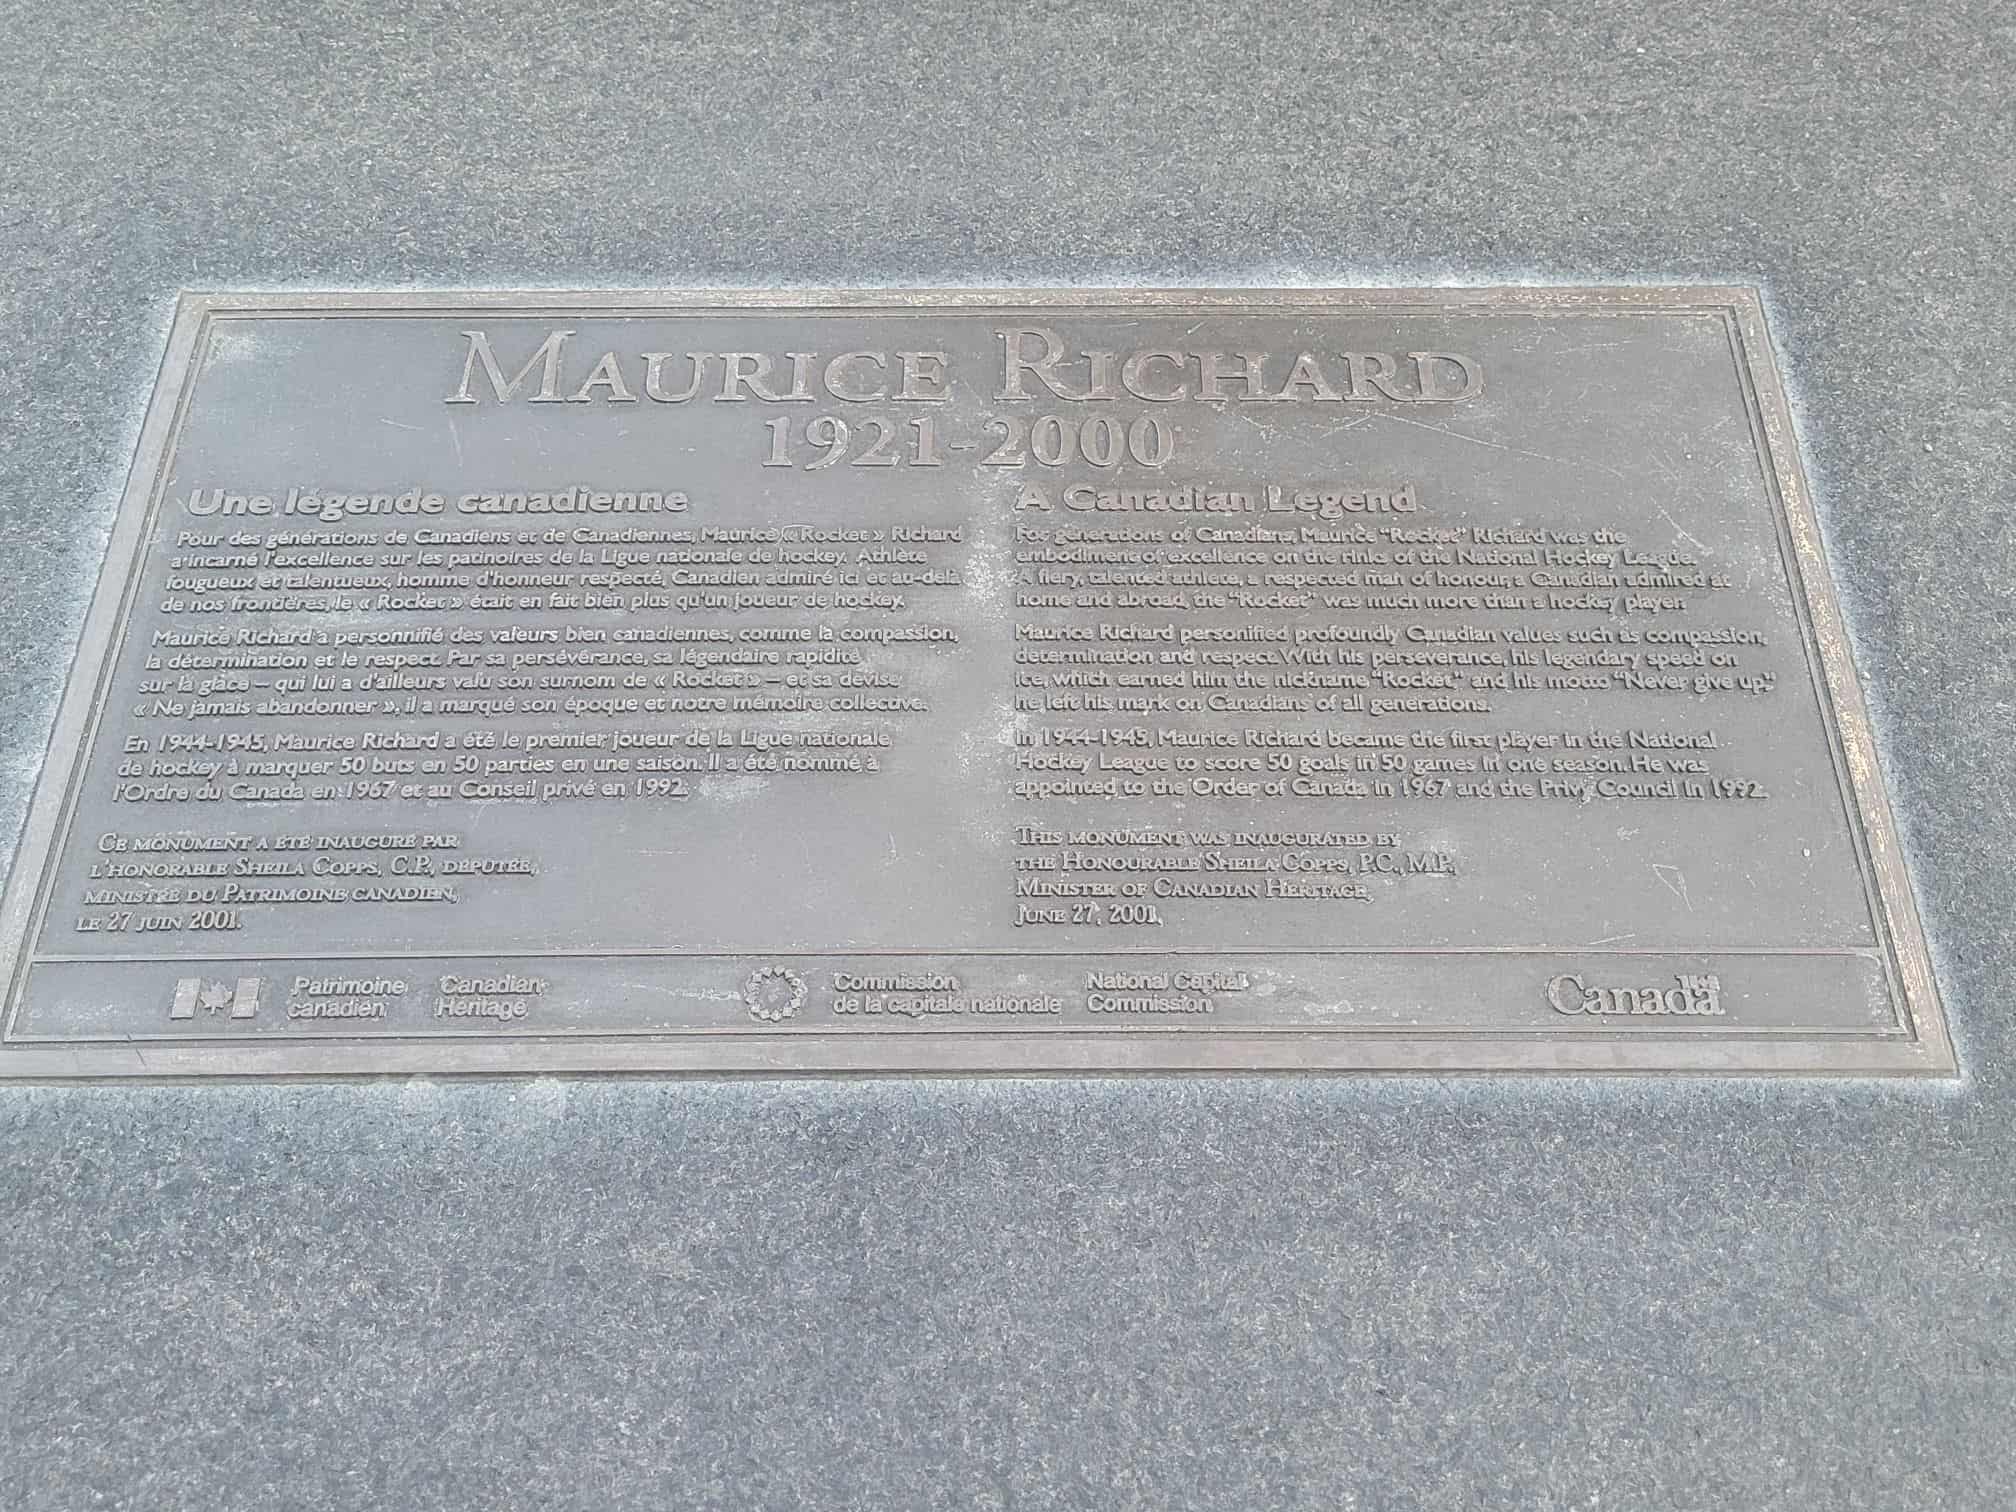 MAURICE RICHARD
1921-2000
Une légende canadienne
Pour des générations de Canadiens et de Canadiennes, Maurice « Rocket » Richard
a incarné l'excellence sur les patinoires de la Ligue nationale de hockey. Athlète
fougueux et talentueux, homme d'honneur respecté, Canadien admiré ici et au-delà
de nos frontières, le « Rocket » était en fait bien plus qu'un joueur de hockey.
Maurice Richard a personnifié des valeurs bien canadiennes, comme la compassion,
la détermination et le respect. Par sa persévérance, sa légendaire rapidité
sur la glace – qui lui a d'ailleurs valu son surnom de « Rocket » – et sa devise
« Ne jamais abandonner », il a marqué son époque et notre mémoire collective.
En 1944-1945, Maurice Richard a été le premier joueur de la Ligue nationale
de hockey à marquer 50 buts en 50 parties en une saison. Il a été nommé à
l'Ordre du Canada en 1967 et au Conseil privé en 1992.
CE MONUMENT A ÉTÉ INAUGURÉ PAR
L'HONORABLE SHEILA COPPS, C.P., DÉPUTÉE,
MINISTRE DU PATRIMOINE CANADIEN,
LE 27 JUIN 2001.
A Canadian Legend
For generations of Canadians, Maurice "Rocket" Richard was the
embodiment of excellence on the rinks of the National Hockey League.
A fiery, talented athlete, a respected man of honour, a Canadian admired at
home and abroad, the "Rocket" was much more than a hockey player.
Maurice Richard personified profoundly Canadian values such as compassion,
determination and respect. With his perseverance, his legendary speed on
ice, which earned him the nickname "Rocket," and his motto "Never give up,"
he left his mark on Canadians of all generations.
In 1944-1945, Maurice Richard became the first player in the National
Hockey League to score 50 goals in 50 games in one season. He was
appointed to the Order of Canada in 1967 and the Privy Council in 1992.
THIS MONUMENT WAS INAUGURATED BY
THE HONOURABLE SHEILA COPPS, P.C., M.P.,
MINISTER OF CANADIAN HERITAGE,
JUNE 27, 2001.
Patrimoine
canadien
Canadian
Heritage
Commission
de la capitale nationale
National Capital
Commission
Canada